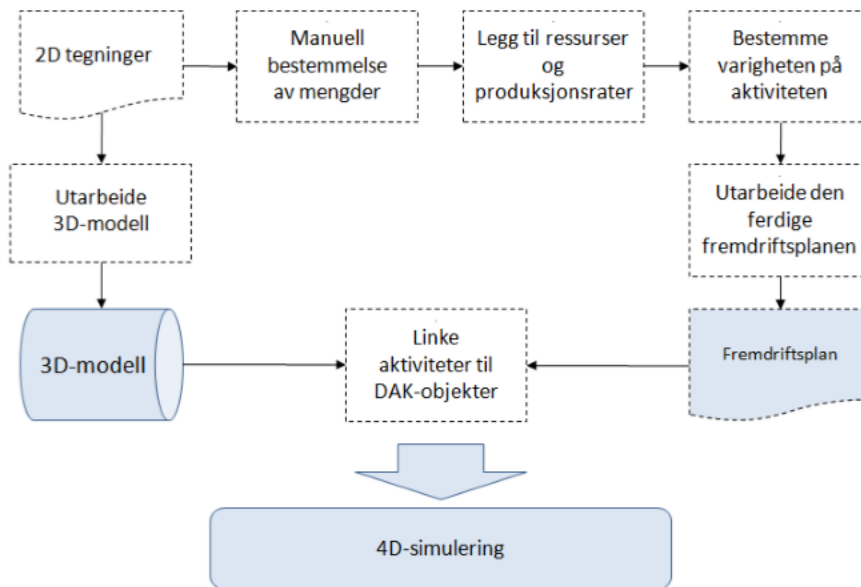 2D tegninger
Manuell
bestemmelse
av mengder
Legg til ressurser
og
produksjonsrater
Bestemme
varigheten på
aktiviteten
Utarbeide
3D-modell
Utarbeide den
ferdige
fremdriftsplanen
3D-modell
Linke
aktiviteter til
DAK-objekter
Fremdriftsplan
4D-simulering